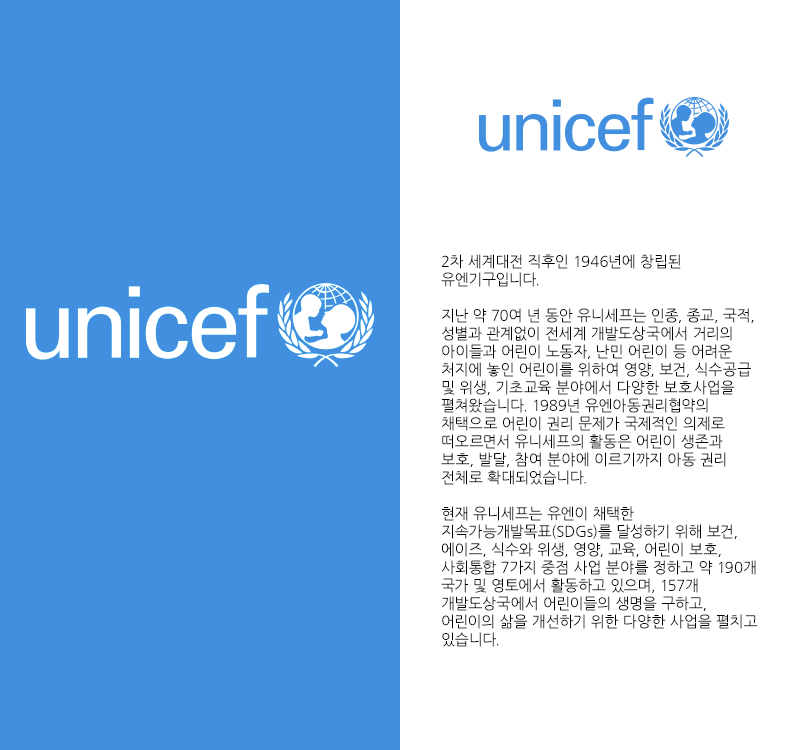 unicef
unicef
2차 세계대전 직후인 1946년에 창립된
유엔기구입니다.
지난 약 70여 년 동안 유니세프는 인종, 종교, 국적,
성별과 관계없이 전세계 개발도상국에서 거리의
아이들과 어린이 노동자, 난민 어린이 등 어려운
처지에 놓인 어린이를 위하여 영양, 보건, 식수공급
및 위생, 기초교육 분야에서 다양한 보호사업을
펼쳐왔습니다. 1989년 유엔아동권리협약의
채택으로 어린이 권리 문제가 국제적인 의제로
떠오르면서 유니세프의 활동은 어린이 생존과
보호, 발달, 참여 분야에 이르기까지 아동 권리
전체로 확대되었습니다.
현재 유니세프는 유엔이 채택한
지속가능개발목표(SDGs)를 달성하기 위해 보건,
에이즈, 식수와 위생, 영양, 교육, 어린이 보호,
사회통합 7가지 중점 사업 분야를 정하고 약 190개
국가 및 영토에서 활동하고 있으며, 157개
개발도상국에서 어린이들의 생명을 구하고,
어린이의 삶을 개선하기 위한 다양한 사업을 펼치고
있습니다.